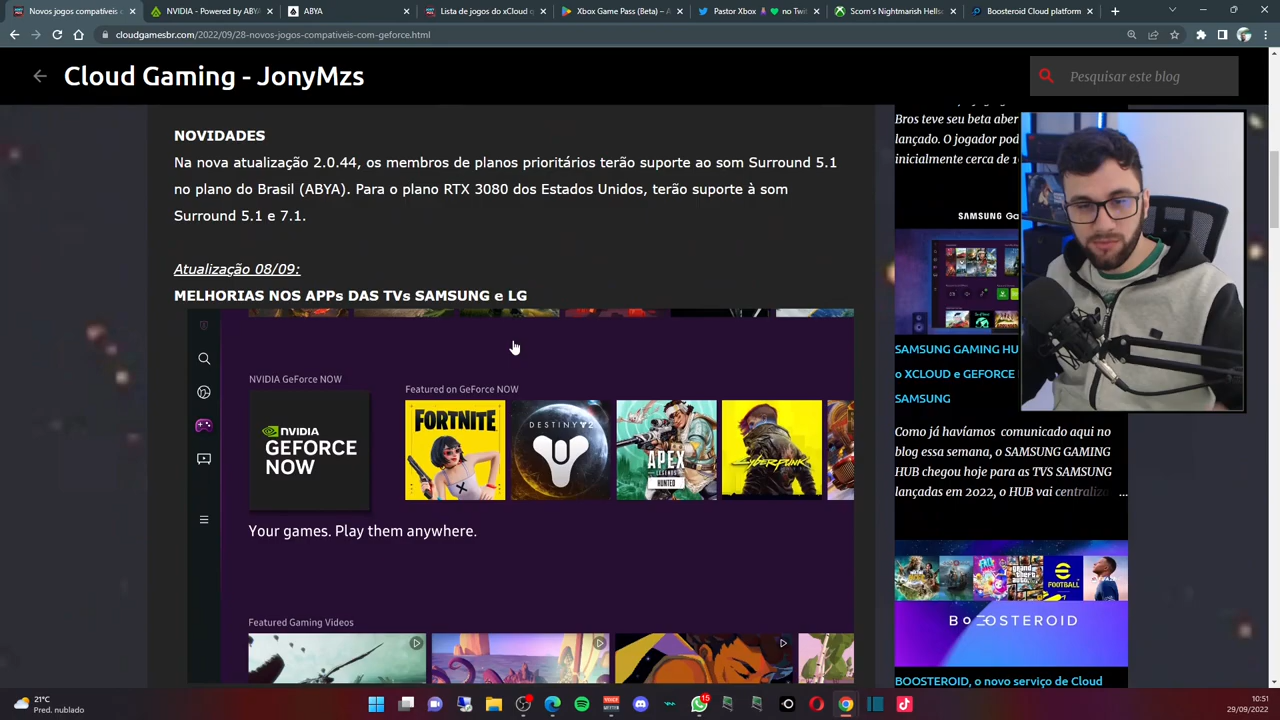 Novos jogos compatíveis c
NVIDIA - Powered by ABYA
ABYA
Lista de jogos do xCloud q
Xbox Game Pass (Beta) – A
Pastor Xbox
no Twit
Scorn's Nightmarish Hells
Boosteroid Cloud platform
cloudgamesbr.com/2022/09/28-novos-jogos-compativeis-com-geforce.html
Cloud Gaming - JonyMzs
Pesquisar este blog
NOVIDADES
Na nova atualização 2.0.44, os membros de planos prioritários terão suporte ao som Surround 5.1
no plano do Brasil (ABYA). Para o plano RTX 3080 dos Estados Unidos, terão suporte à som
Surround 5.1 e 7.1.
Atualização 08/09:
MELHORIAS NOS APPs DAS TVs SAMSUNG e LG
NVIDIA GeForce NOW
Featured on GeForce NOW
NVIDIA
GEFORCE
NOW
FORTNITE
DESTINY 2
APEX
LEGENDS
HUNTED
CYBERPUNK
Your games. Play them anywhere.
Featured Gaming Videos
Bros teve seu beta aber
lançado. O jogador pod
inicialmente cerca de 1
SAMSUNG Ga
SAMSUNG GAMING HU
o XCLOUD e GEFORCE
SAMSUNG
Como já havíamos comunicado aqui no
blog essa semana, o SAMSUNG GAMING
HUB chegou hoje para as TVS SAMSUNG
lançadas em 2022, o HUB vai centraliza ...
FOOTBALL
BOOSTEROID
BOOSTEROID, o novo serviço de Cloud
21°C
Pred. nublado
15
10:51
29/09/2022